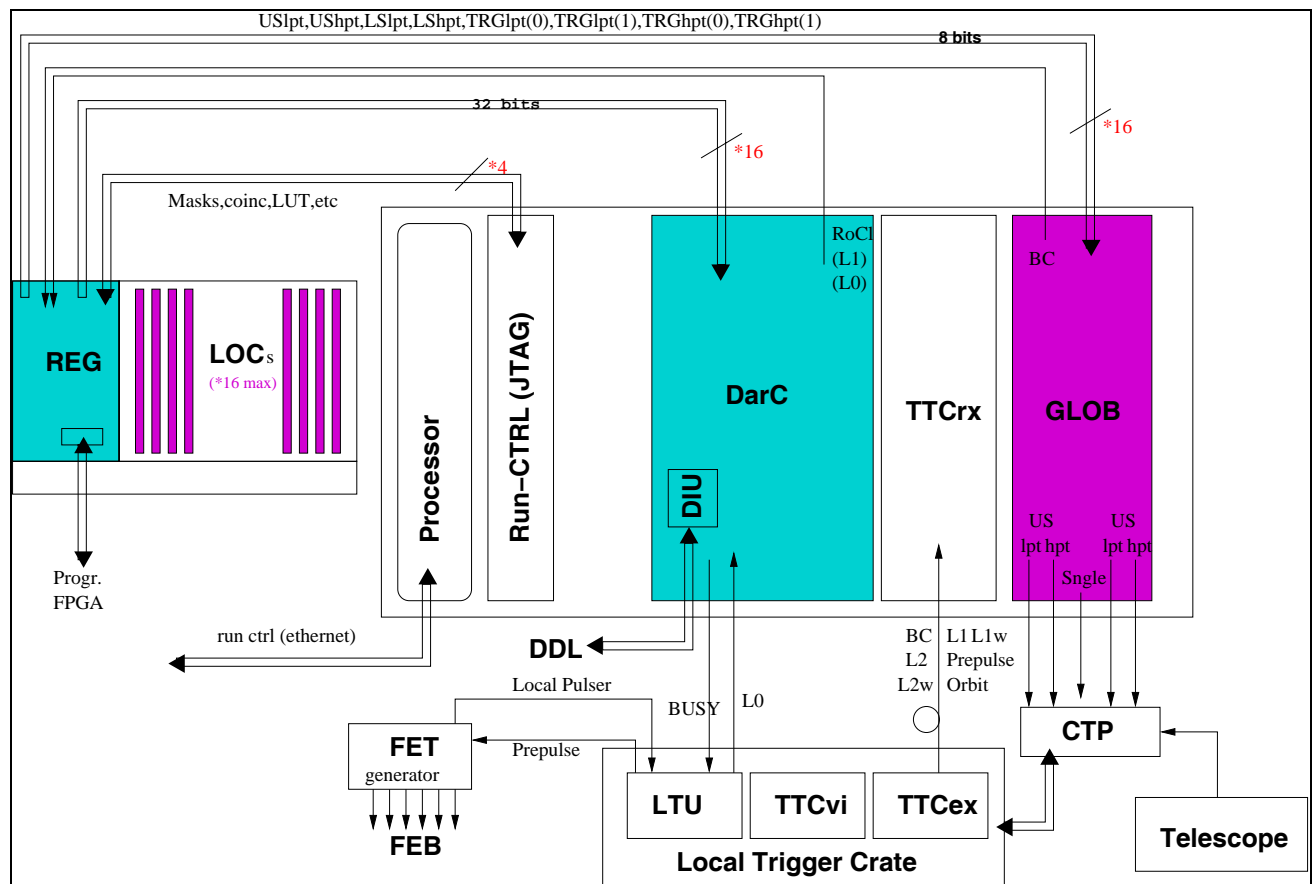 USlpt,UShpt,LSlpt,LShpt,TRGlpt(0),TRGlpt(1),TRGhpt(0),TRGhpt(1)
8 bits
32 bits
*16
*16
*4
Masks,coinc,LUT,etc
RoCl
(L1)
(L0)
BC
REG
LOCs
(*16 max)
Processor
Run-CTRL (JTAG)
DarC
DIU
TTCrx
GLOB
US
lpt hpt
US
lpt hpt
Sngle
Progr.
FPGA
run ctrl (ethernet)
DDL
BC
L2
L2w
L1 L1w
Prepulse
Orbit
Local Pulser
BUSY
L0
Prepulse
FET
generator
FEB
LTU
TTCvi
TTCex
Local Trigger Crate
CTP
Telescope